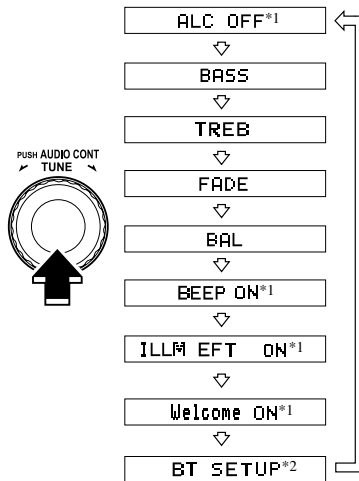 ALC OFF*1
BASS
TREB
PUSH AUDIO CONT
TUNE
FADE
BAL
BEEP ON*1
ILLM EFT ON*1
Welcome ON*1
BT SETUP*2